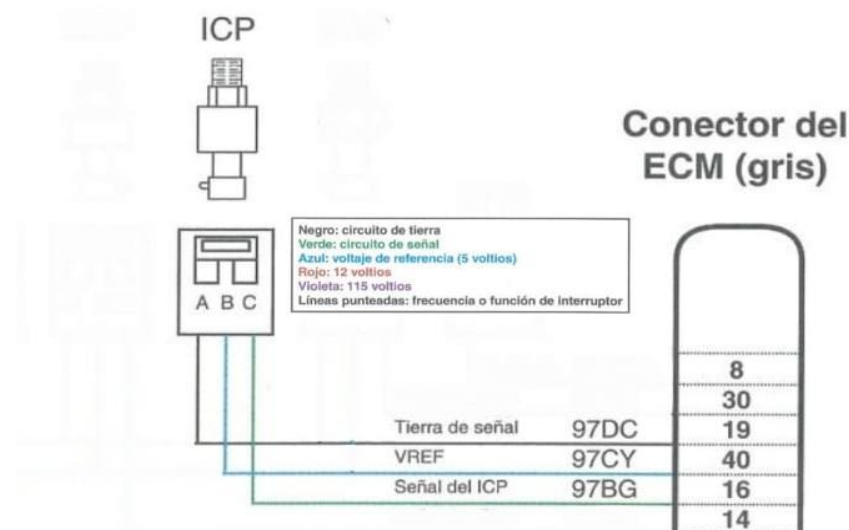 ICP
Conector del
ECM (gris)
Negro: circuito de tierra
Verde: circuito de señal
Azul: voltaje de referencia (5 voltios)
Rojo: 12 voltios
Violeta: 115 voltios
Líneas punteadas: frecuencia o función de interruptor
A B C
8
30
Tierra de señal 97DC 19
VREF 97CY 40
Señal del ICP 97BG 16
14